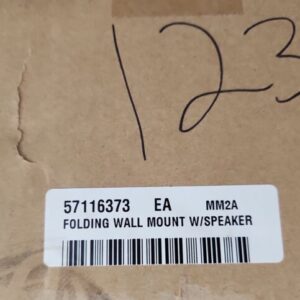 123
57116373 EA MM2A
FOLDING WALL MOUNT W/SPEAKER